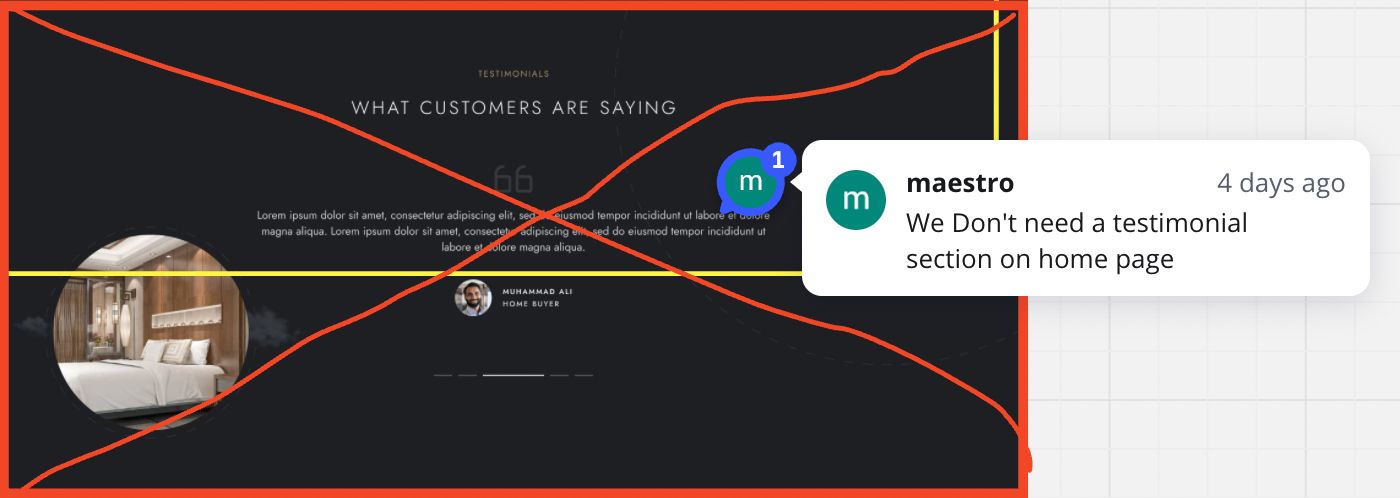 TESTIMONIALS
WHAT CUSTOMERS ARE SAYING
Lorem ipsum dolor sit amet, consectetur adipiscing elit, sed do eiusmod tempor incididunt ut labore et dolore
magna aliqua. Lorem ipsum dolor sit amet, consectetur adipiscing elit, sed do eiusmod tempor incididunt ut
labore et dolore magna aliqua.
MUHAMMAD ALI
HOME BUYER
m
1
m
maestro
4 days ago
We Don't need a testimonial
section on home page